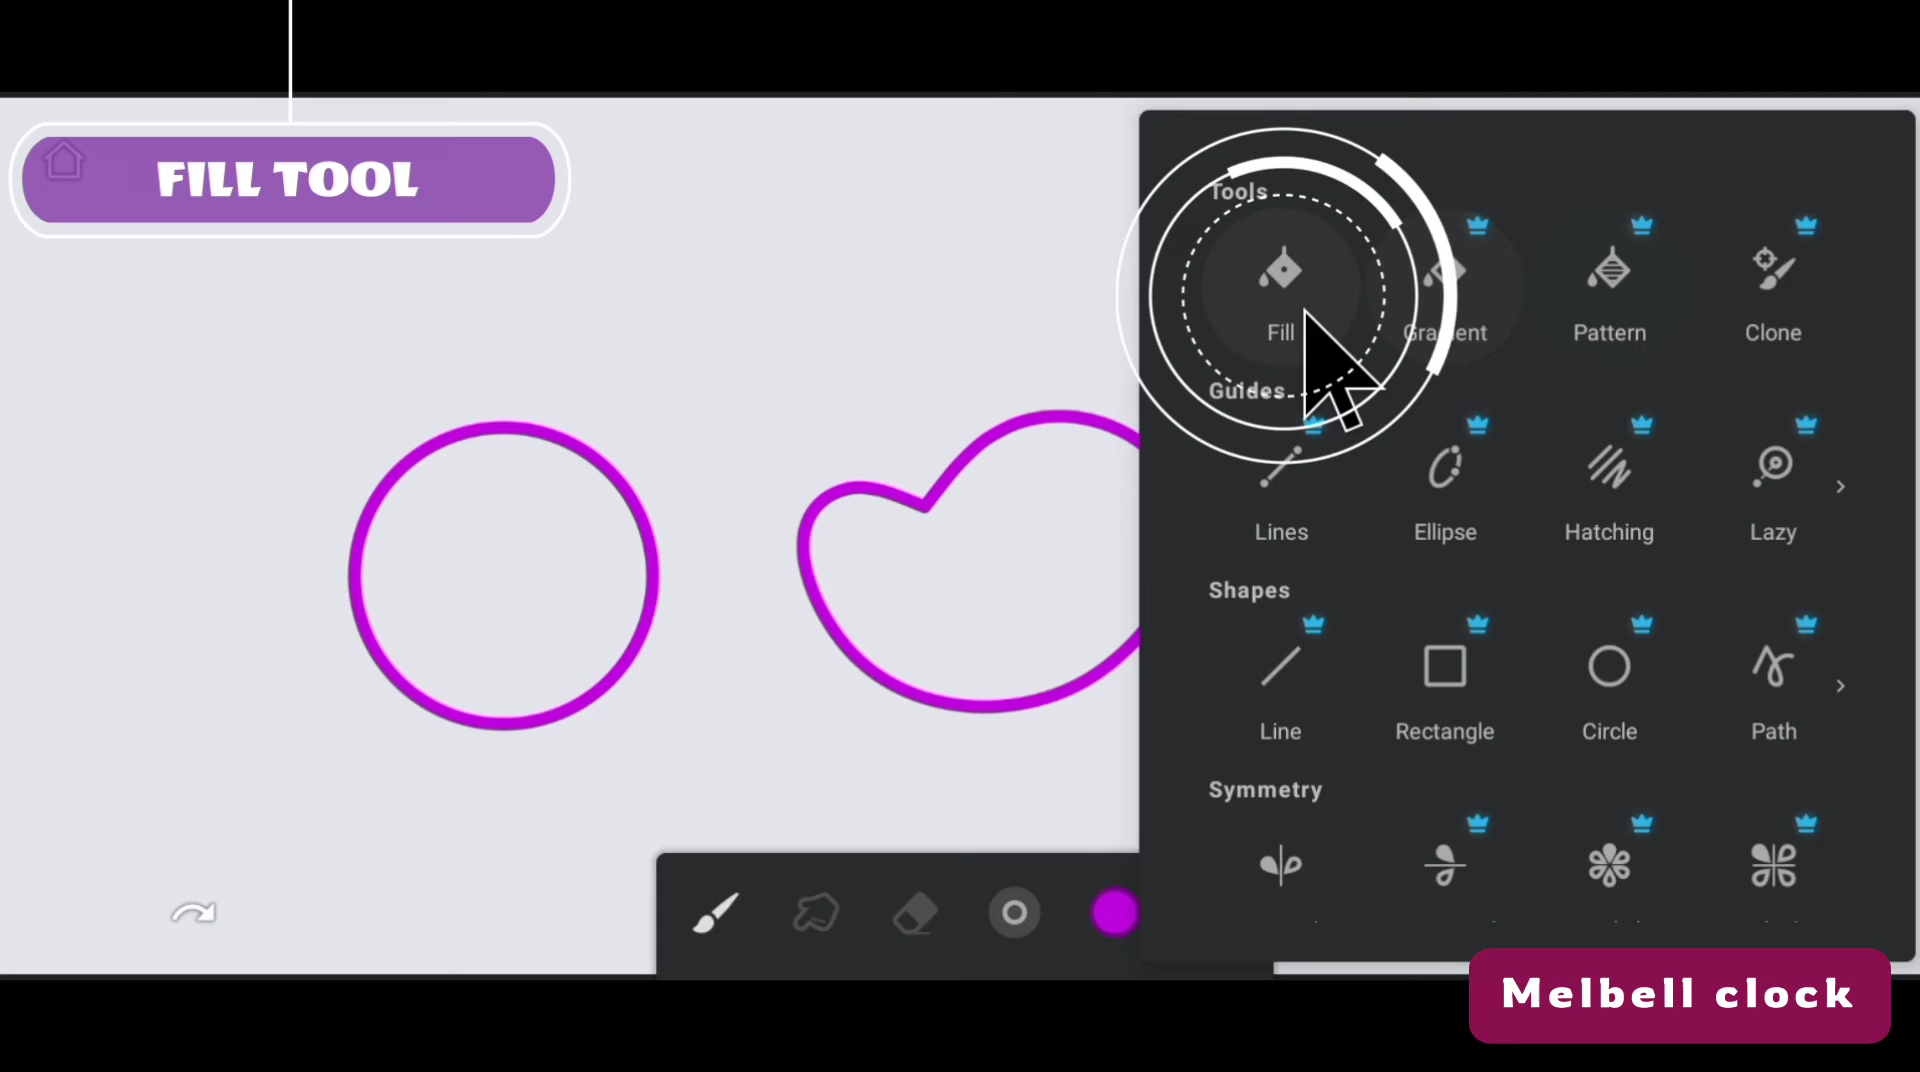 FILL TOOL
Tools
Fill Gradient Pattern Clone
Guides
Lines Ellipse Hatching Lazy
Shapes
Line Rectangle Circle Path
Symmetry
Melbell clock